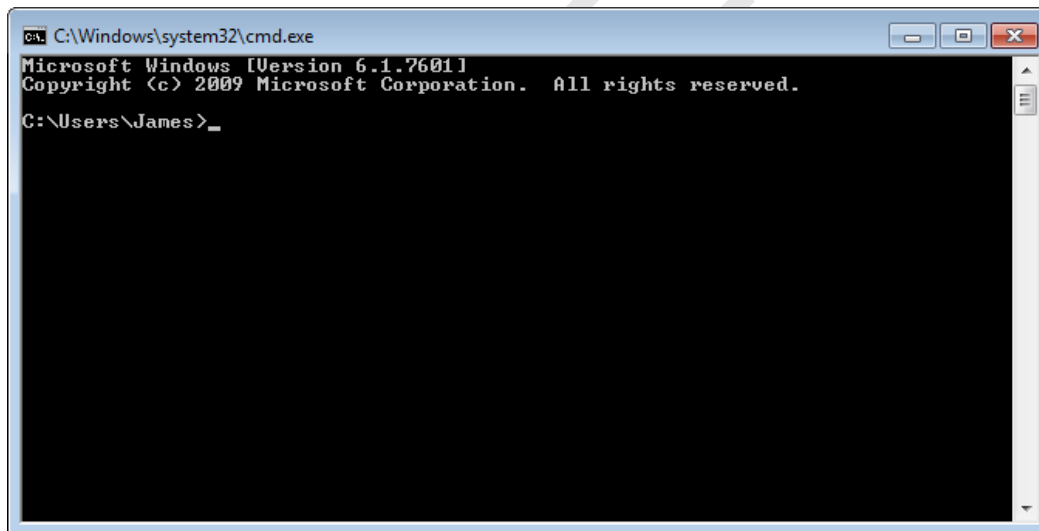 C:\Windows\system32\cmd.exe
Microsoft Windows [Version 6.1.7601]
Copyright (c) 2009 Microsoft Corporation.  All rights reserved.
C:\Users\James>_